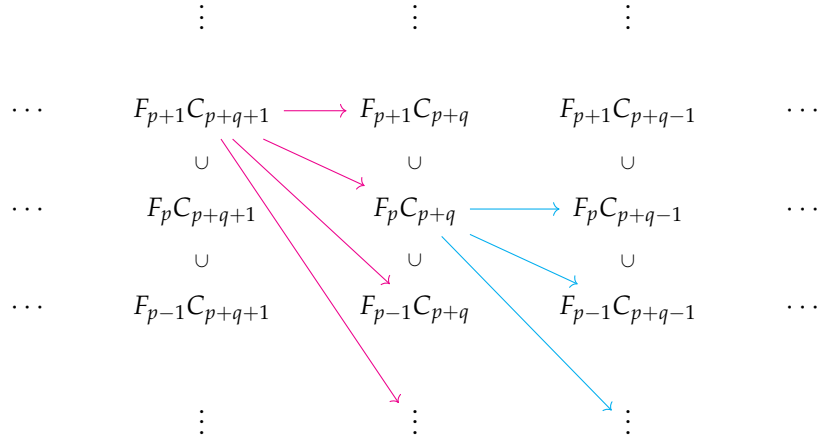 ⋮ ⋮ ⋮
⋯ F_{p+1}C_{p+q+1} F_{p+1}C_{p+q} F_{p+1}C_{p+q−1} ⋯
∪ ∪ ∪
⋯ F_pC_{p+q+1} F_pC_{p+q} F_pC_{p+q−1} ⋯
∪ ∪ ∪
⋯ F_{p−1}C_{p+q+1} F_{p−1}C_{p+q} F_{p−1}C_{p+q−1} ⋯
⋮ ⋮ ⋮